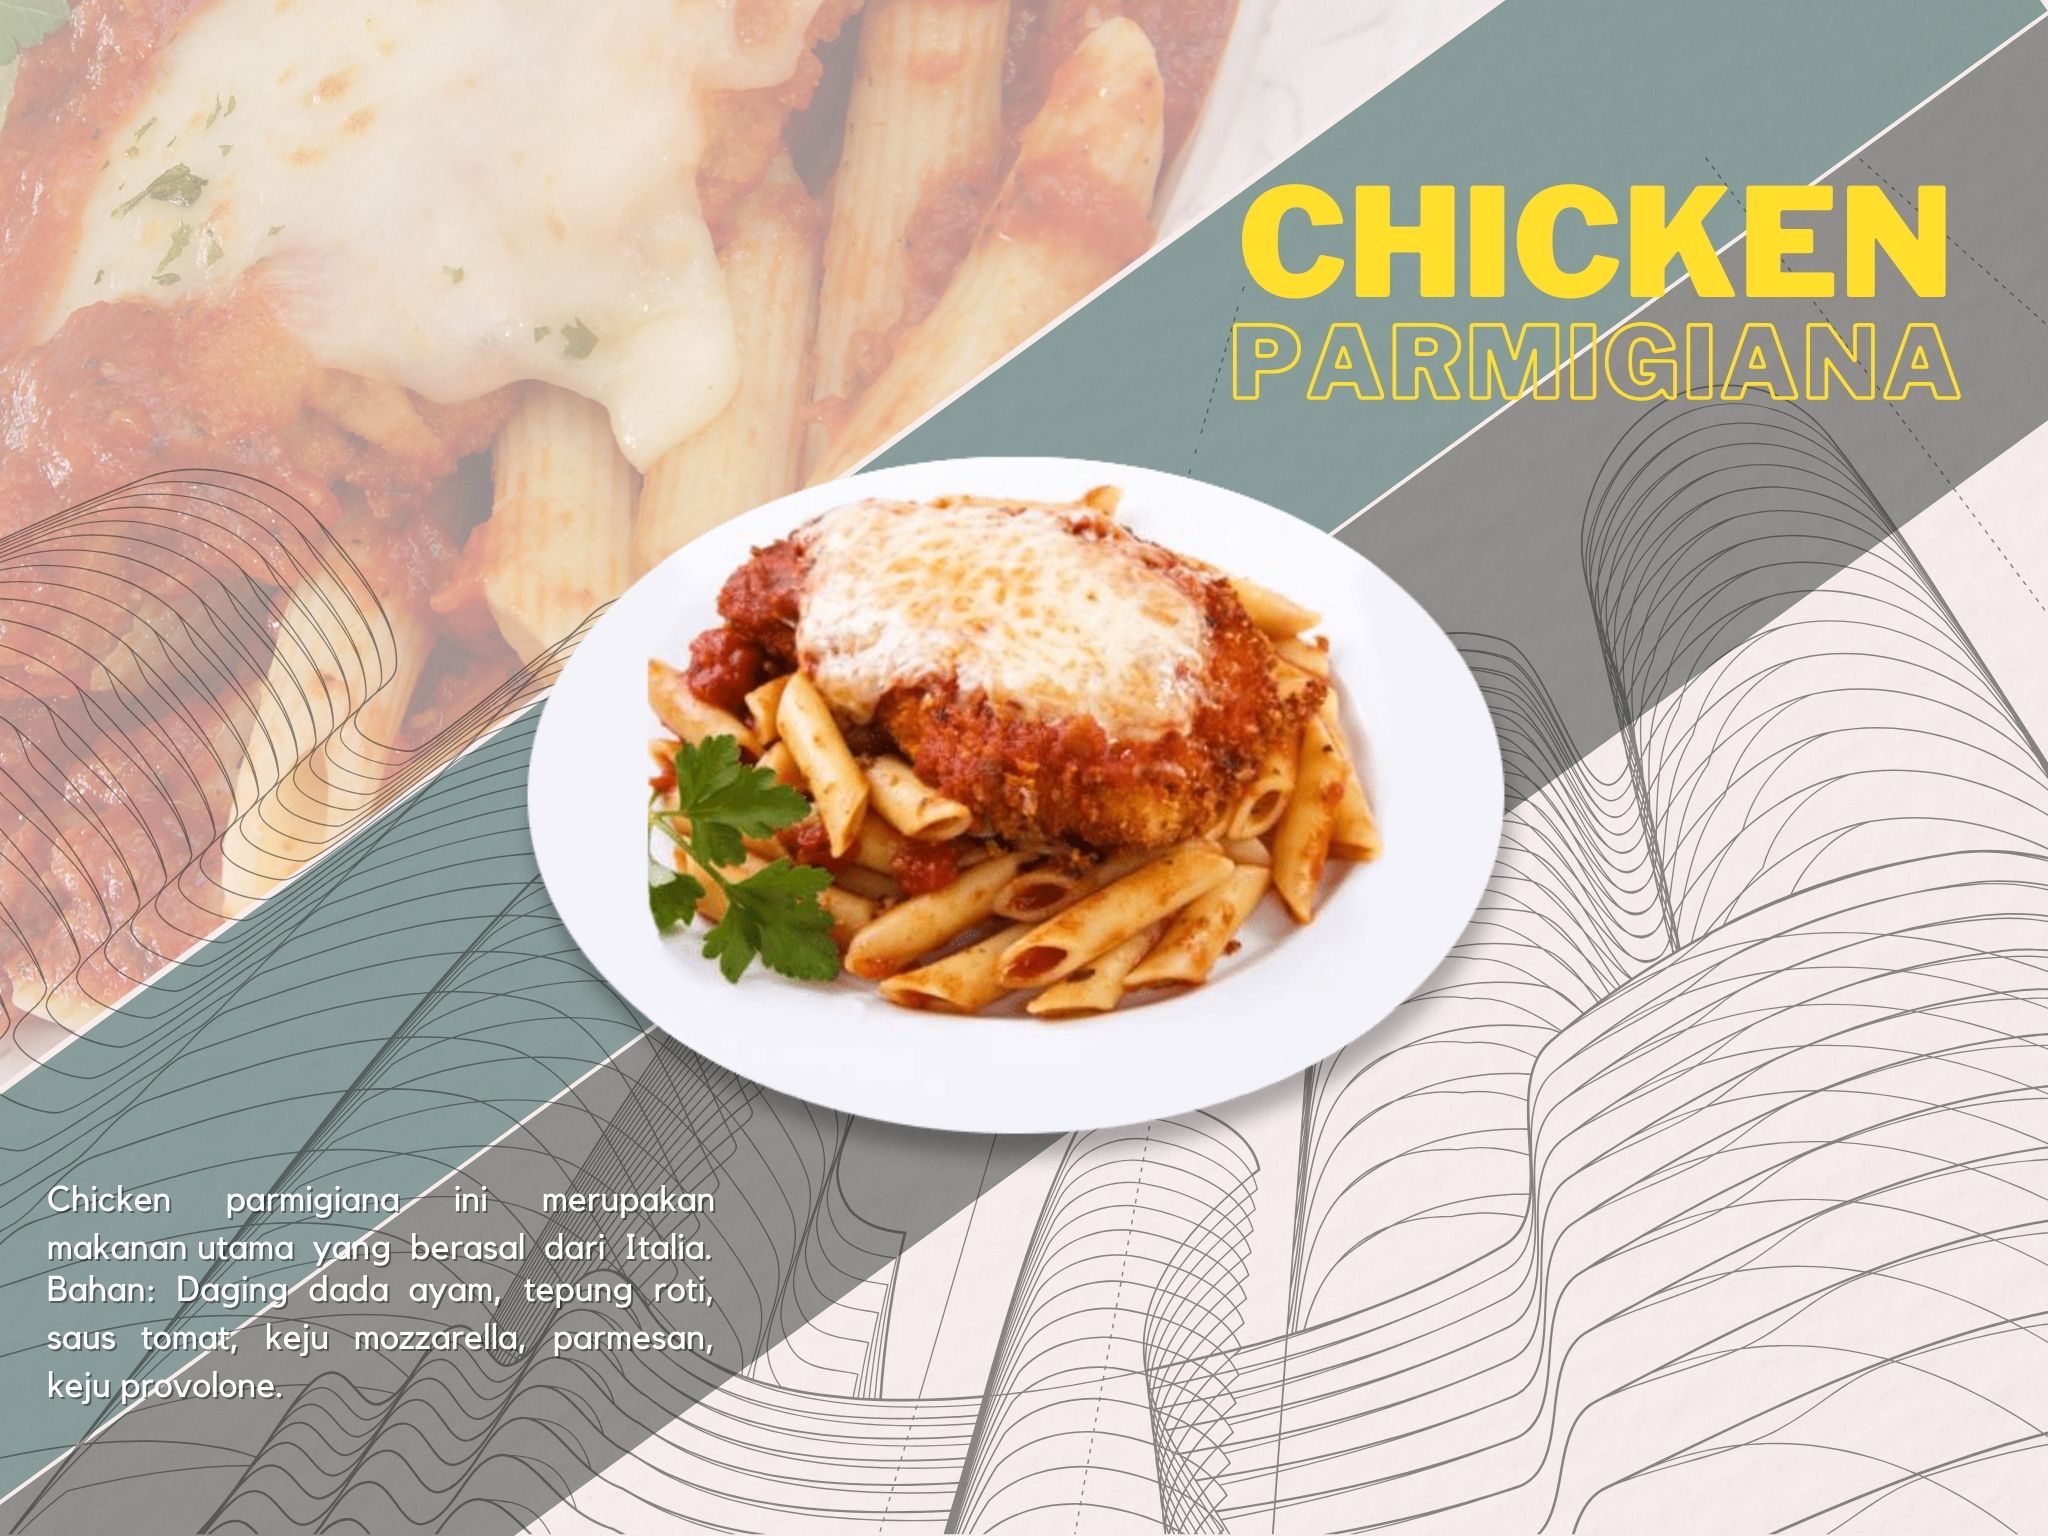 CHICKEN
PARMIGIANA
Chicken parmigiana ini merupakan
makanan utama yang berasal dari Italia.
Bahan: Daging dada ayam, tepung roti,
saus tomat, keju mozzarella, parmesan,
keju provolone.